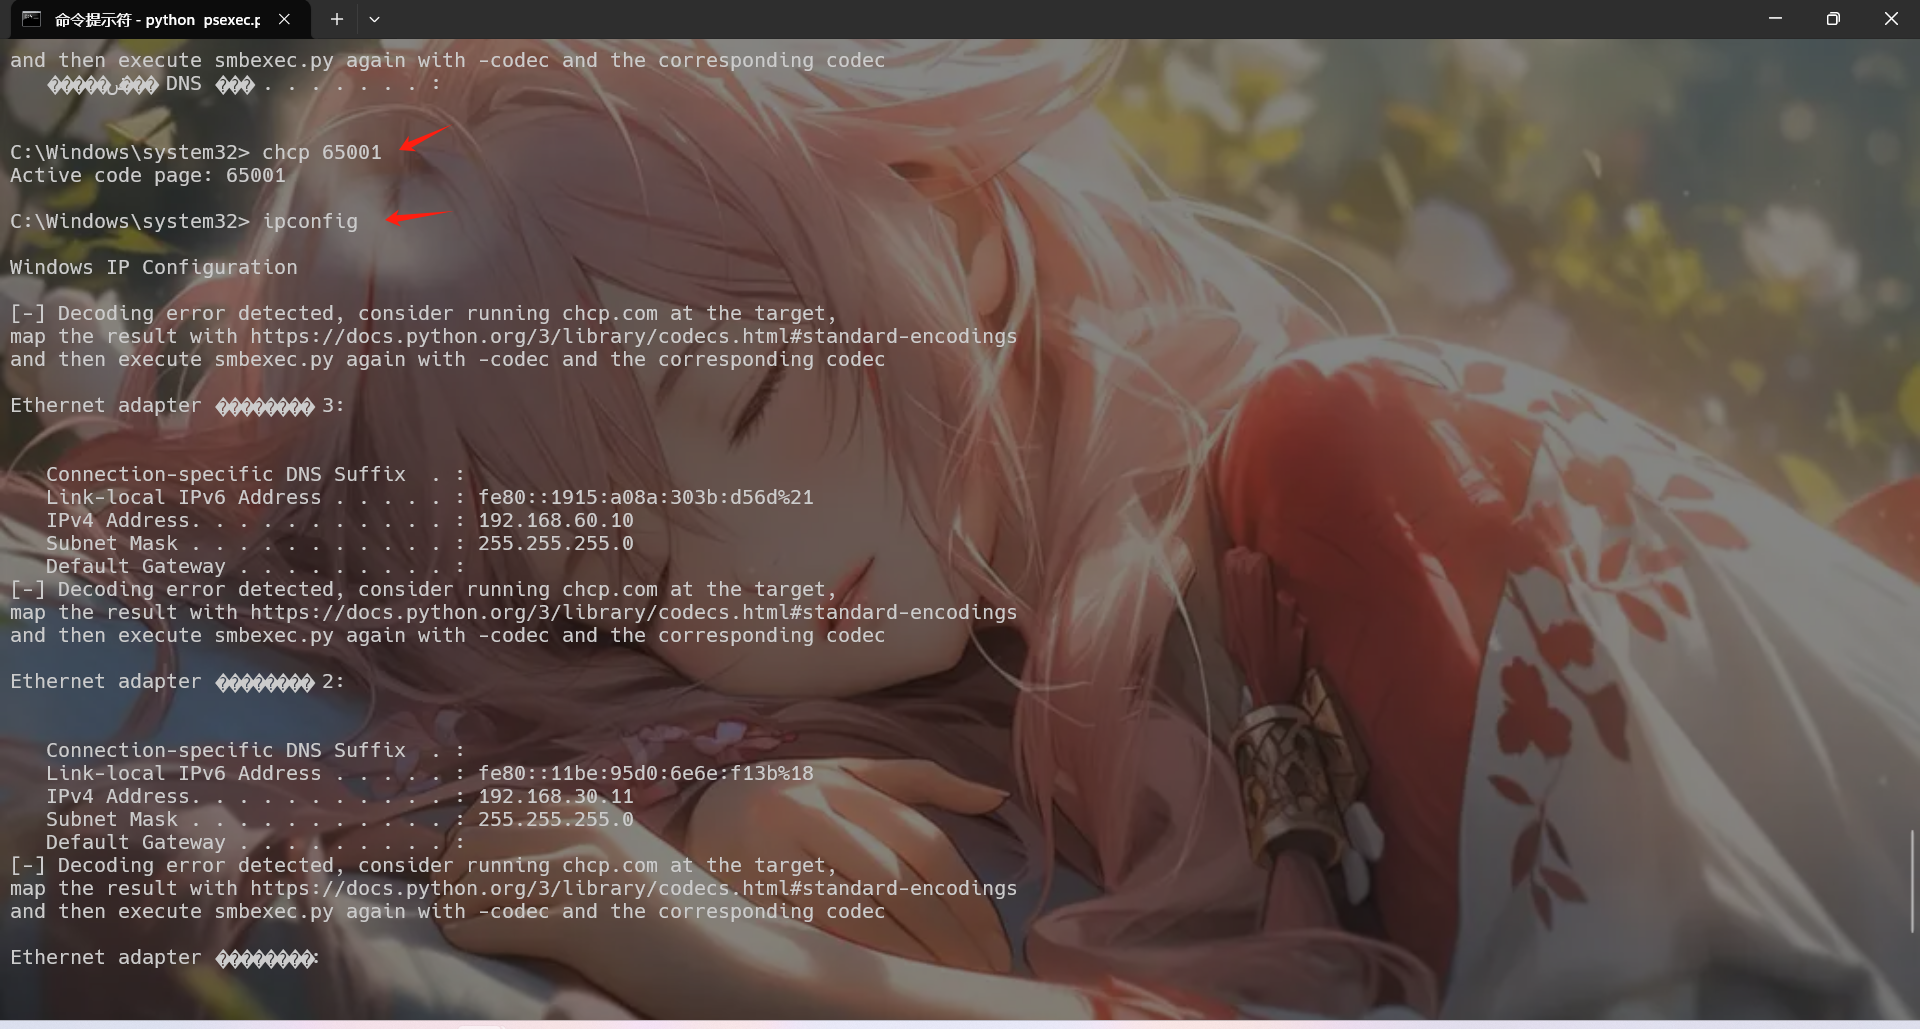 命令提示符 - python psexec.p
and then execute smbexec.py again with -codec and the corresponding codec
DNS . . . . . . . :
C:\Windows\system32> chcp 65001
Active code page: 65001
C:\Windows\system32> ipconfig
Windows IP Configuration
[-] Decoding error detected, consider running chcp.com at the target,
map the result with https://docs.python.org/3/library/codecs.html#standard-encodings
and then execute smbexec.py again with -codec and the corresponding codec
Ethernet adapter ���������� 3:
Connection-specific DNS Suffix  . :
Link-local IPv6 Address . . . . . : fe80::1915:a08a:303b:d56d%21
IPv4 Address. . . . . . . . . . . : 192.168.60.10
Subnet Mask . . . . . . . . . . . : 255.255.255.0
Default Gateway . . . . . . . . . :
[-] Decoding error detected, consider running chcp.com at the target,
map the result with https://docs.python.org/3/library/codecs.html#standard-encodings
and then execute smbexec.py again with -codec and the corresponding codec
Ethernet adapter ���������� 2:
Connection-specific DNS Suffix  . :
Link-local IPv6 Address . . . . . : fe80::11be:95d0:6e6e:f13b%18
IPv4 Address. . . . . . . . . . . : 192.168.30.11
Subnet Mask . . . . . . . . . . . : 255.255.255.0
Default Gateway . . . . . . . . . :
[-] Decoding error detected, consider running chcp.com at the target,
map the result with https://docs.python.org/3/library/codecs.html#standard-encodings
and then execute smbexec.py again with -codec and the corresponding codec
Ethernet adapter ����������: